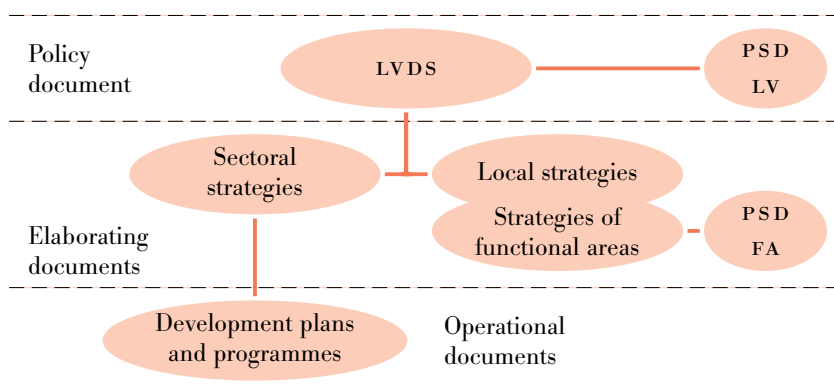 Policy
document
LVDS
PSD
LV
Sectoral
strategies
Local strategies
Elaborating
documents
Strategies of
functional areas
PSD
FA
Development plans
and programmes
Operational
documents